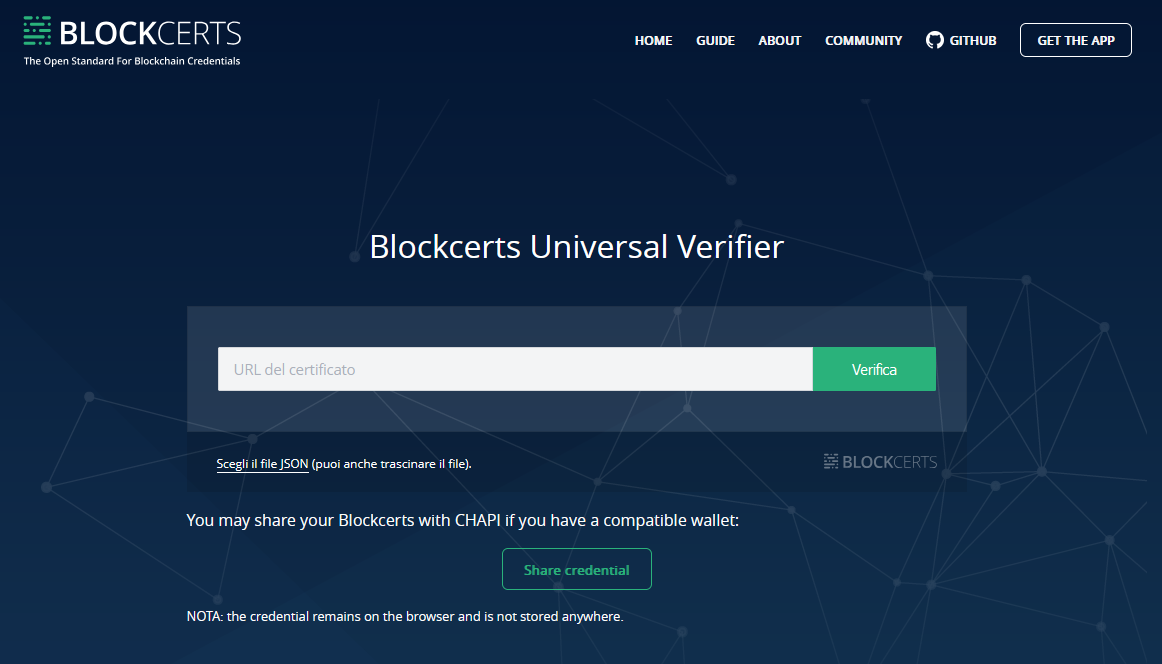 BLOCKCERTS
The Open Standard For Blockchain Credentials
HOME GUIDE ABOUT COMMUNITY GITHUB GET THE APP
Blockcerts Universal Verifier
URL del certificato Verifica
Scegli il file JSON (puoi anche trascinare il file). BLOCKCERTS
You may share your Blockcerts with CHAPI if you have a compatible wallet:
Share credential
NOTA: the credential remains on the browser and is not stored anywhere.